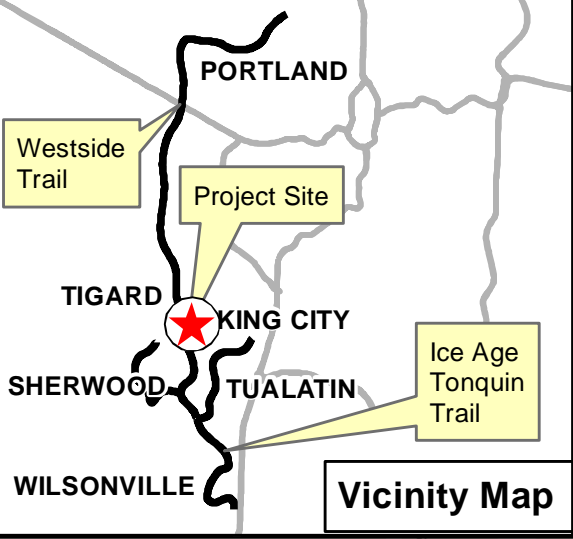 PORTLAND
Westside
Trail
Project Site
TIGARD
KING CITY
Ice Age
Tonquin
Trail
SHERWOOD
TUALATIN
WILSONVILLE
Vicinity Map